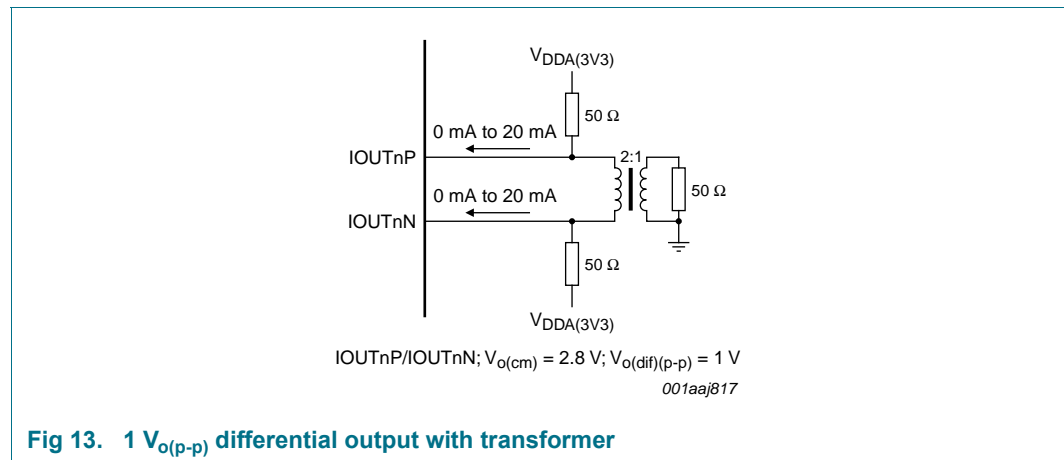 VDDA(3V3)
50 Ω
0 mA to 20 mA
IOUTnP
2:1
0 mA to 20 mA
50 Ω
IOUTnN
50 Ω
VDDA(3V3)
IOUTnP/IOUTnN; Vo(cm) = 2.8 V; Vo(dif)(p-p) = 1 V
001aaj817
Fig 13. 1 Vo(p-p) differential output with transformer